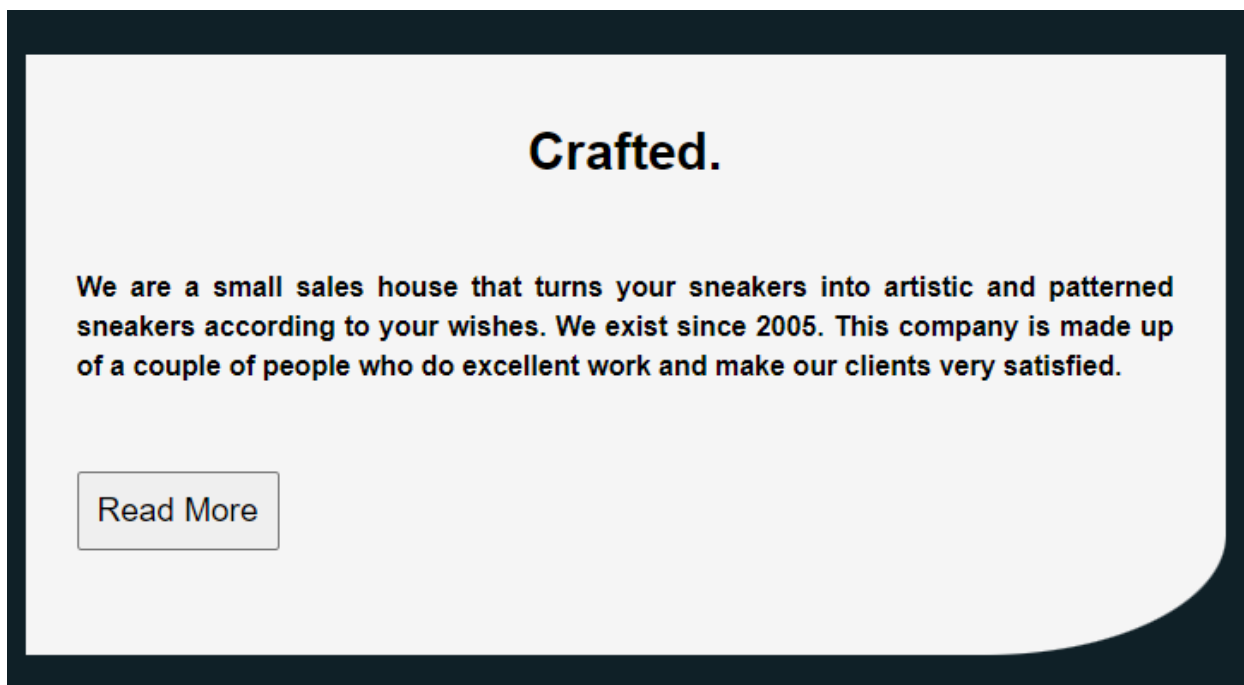 Crafted.
We are a small sales house that turns your sneakers into artistic and patterned
sneakers according to your wishes. We exist since 2005. This company is made up
of a couple of people who do excellent work and make our clients very satisfied.
Read More